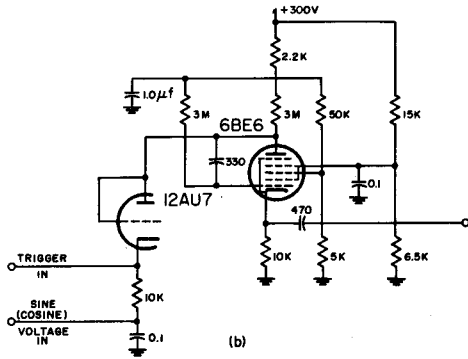 +300V
2.2K
1.0μf
3M
6BE6
3M
50K
15K
330
12AU7
0.1
470
TRIGGER
IN
10K
5K
6.5K
10K
SINE
(COSINE)
VOLTAGE
IN
0.1
(b)